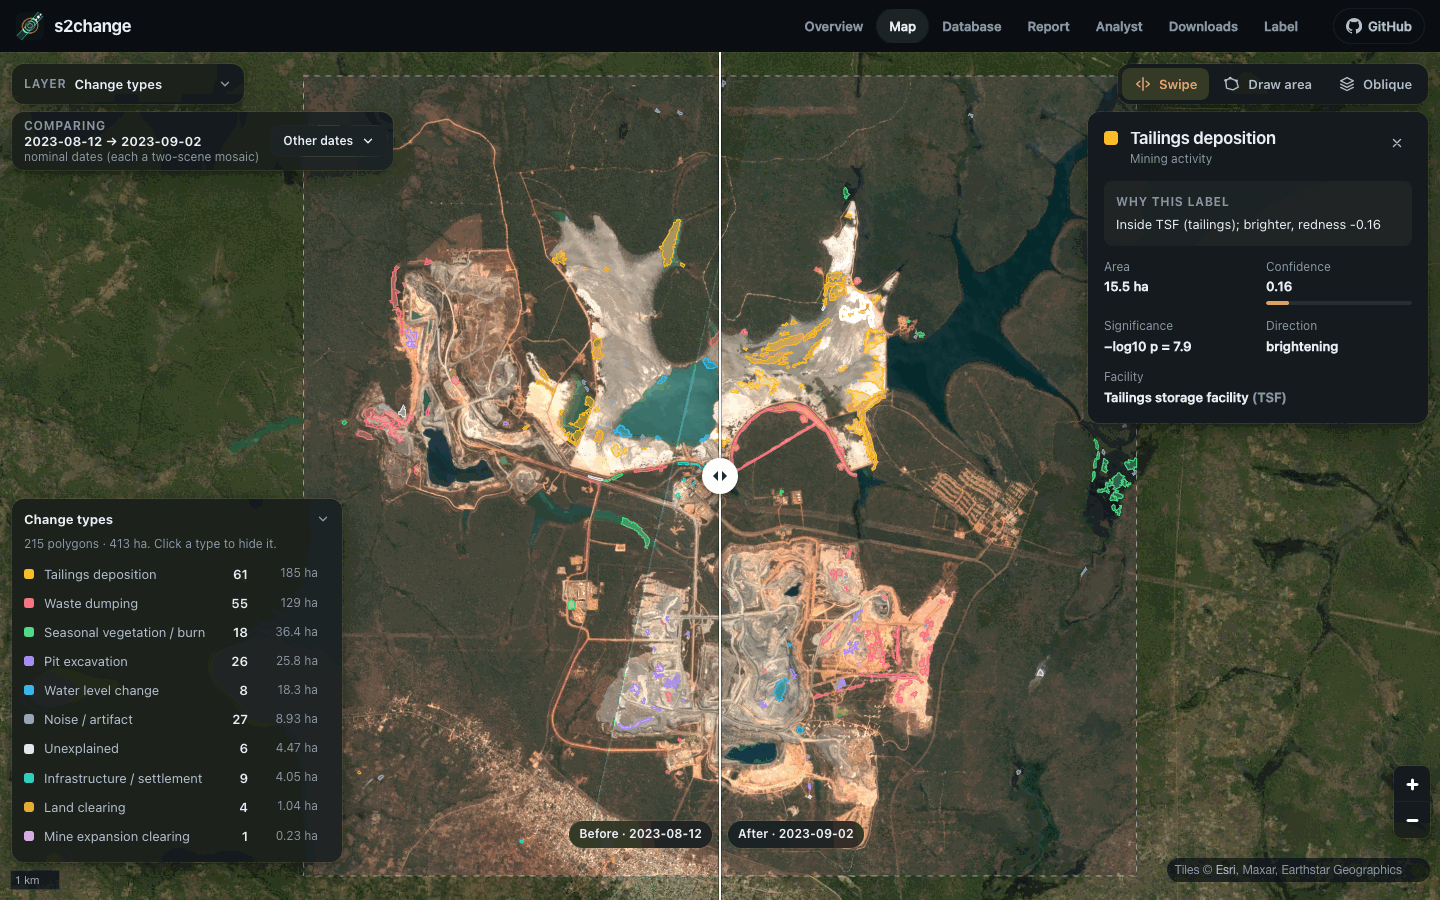 s2change
Overview Map Database Report Analyst Downloads Label GitHub
LAYER Change types
Swipe Draw area Oblique
COMPARING
2023-08-12 → 2023-09-02
nominal dates (each a two-scene mosaic)
Other dates
Tailings deposition
Mining activity
WHY THIS LABEL
Inside TSF (tailings); brighter, redness -0.16
Area Confidence
15.5 ha 0.16
Significance Direction
−log10 p = 7.9 brightening
Facility
Tailings storage facility (TSF)
Change types
215 polygons · 413 ha. Click a type to hide it.
Tailings deposition 61 185 ha
Waste dumping 55 129 ha
Seasonal vegetation / burn 18 36.4 ha
Pit excavation 26 25.8 ha
Water level change 8 18.3 ha
Noise / artifact 27 8.93 ha
Unexplained 6 4.47 ha
Infrastructure / settlement 9 4.05 ha
Land clearing 4 1.04 ha
Mine expansion clearing 1 0.23 ha
Before · 2023-08-12 After · 2023-09-02
+
−
1 km
Tiles © Esri, Maxar, Earthstar Geographics